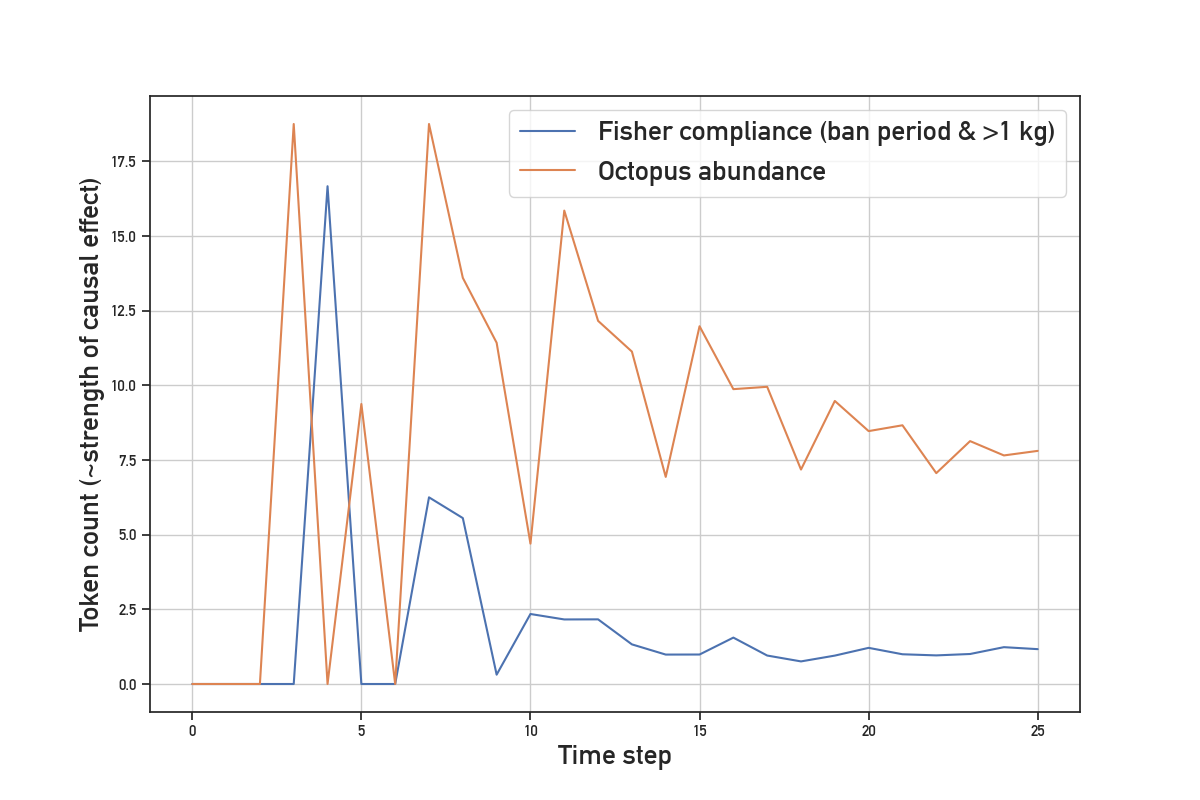 Fisher compliance (ban period & >1 kg)
Octopus abundance
Token count (~strength of causal effect)
17.5
15.0
12.5
10.0
7.5
5.0
2.5
0.0
0 5 10 15 20 25
Time step